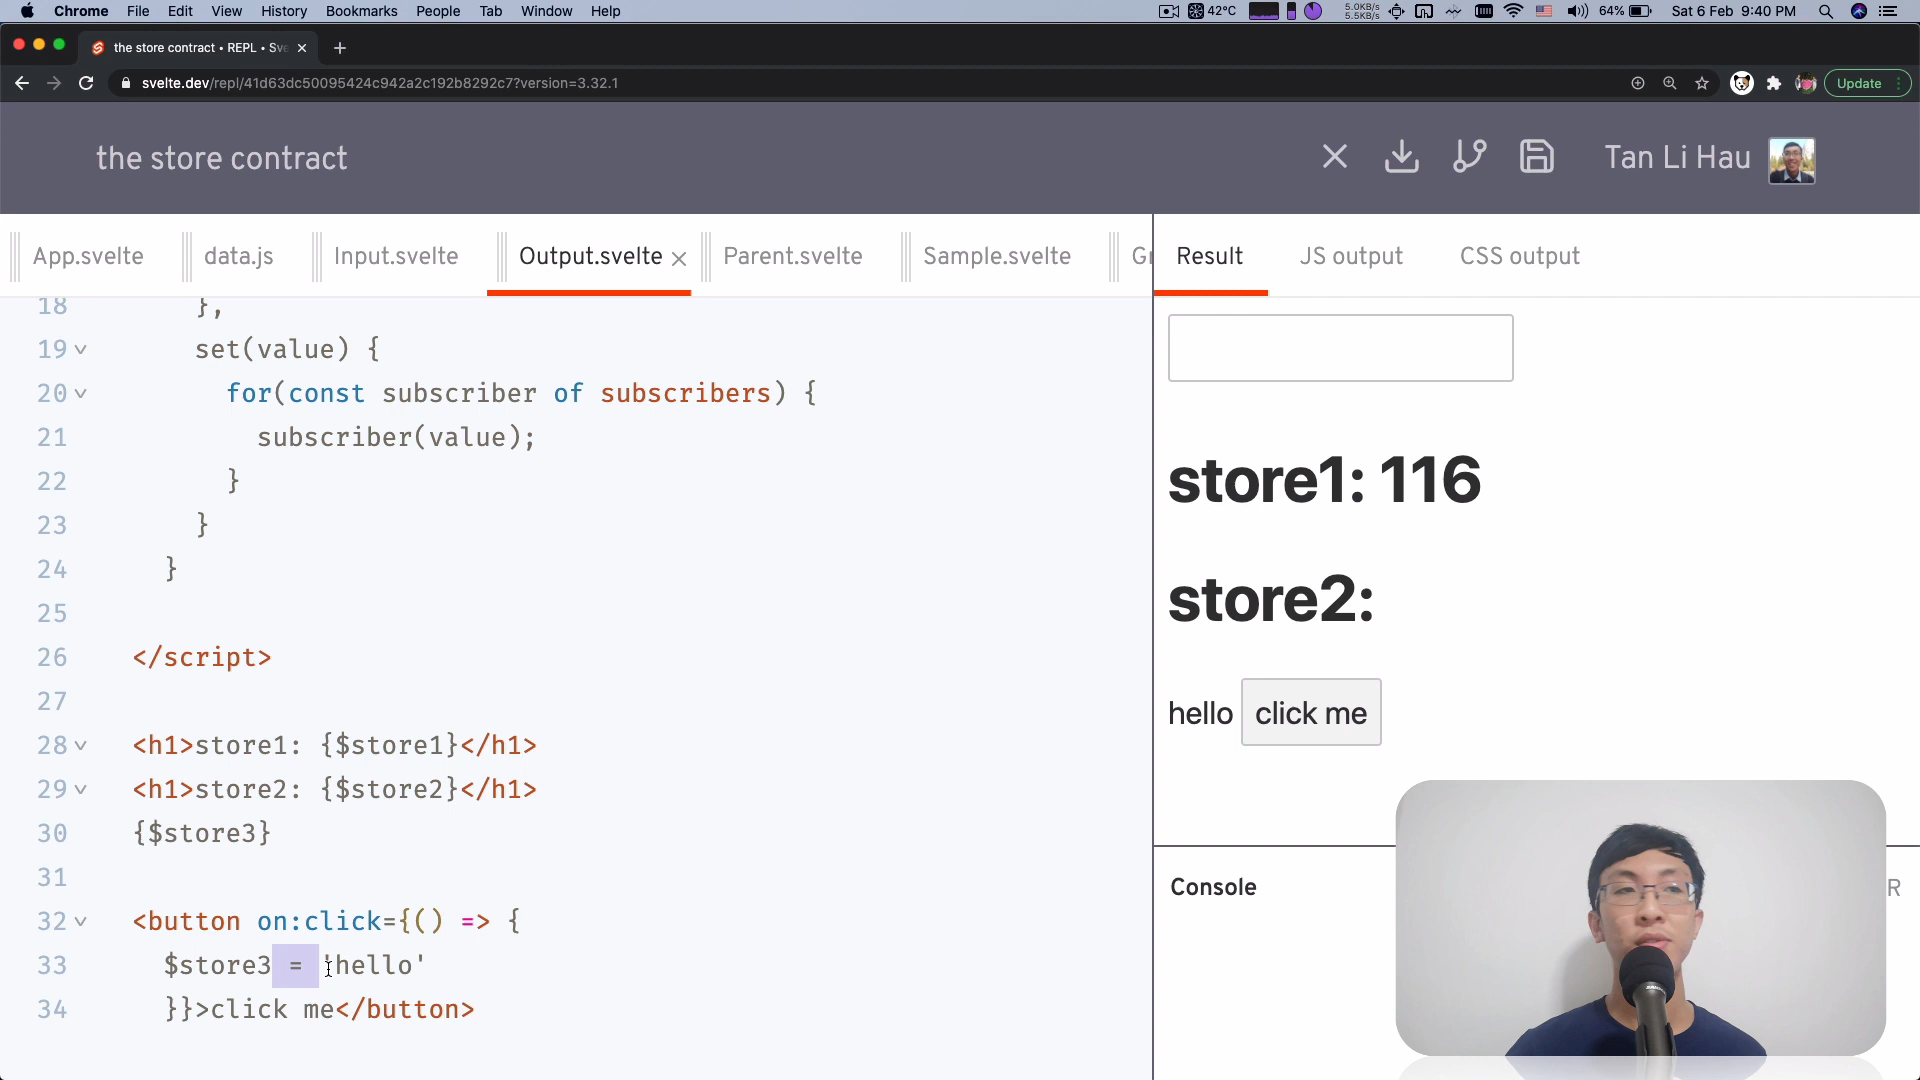 Chrome File Edit View History Bookmarks People Tab Window Help
42°C 5.0KB/s 5.5KB/s 64% Sat 6 Feb 9:40 PM
the store contract • REPL • Sve
svelte.dev/repl/41d63dc50095424c942a2c192b8292c7?version=3.32.1
Update
the store contract
Tan Li Hau
App.svelte data.js Input.svelte Output.svelte Parent.svelte Sample.svelte
Result JS output CSS output
18 },
19 set(value) {
20 for(const subscriber of subscribers) {
21 subscriber(value);
22 }
23 }
24 }
25
26 </script>
27
28 <h1>store1: {$store1}</h1>
29 <h1>store2: {$store2}</h1>
30 {$store3}
31
32 <button on:click={() => {
33 $store3 = 'hello'
34 }}>click me</button>
store1: 116
store2:
hello click me
Console
R